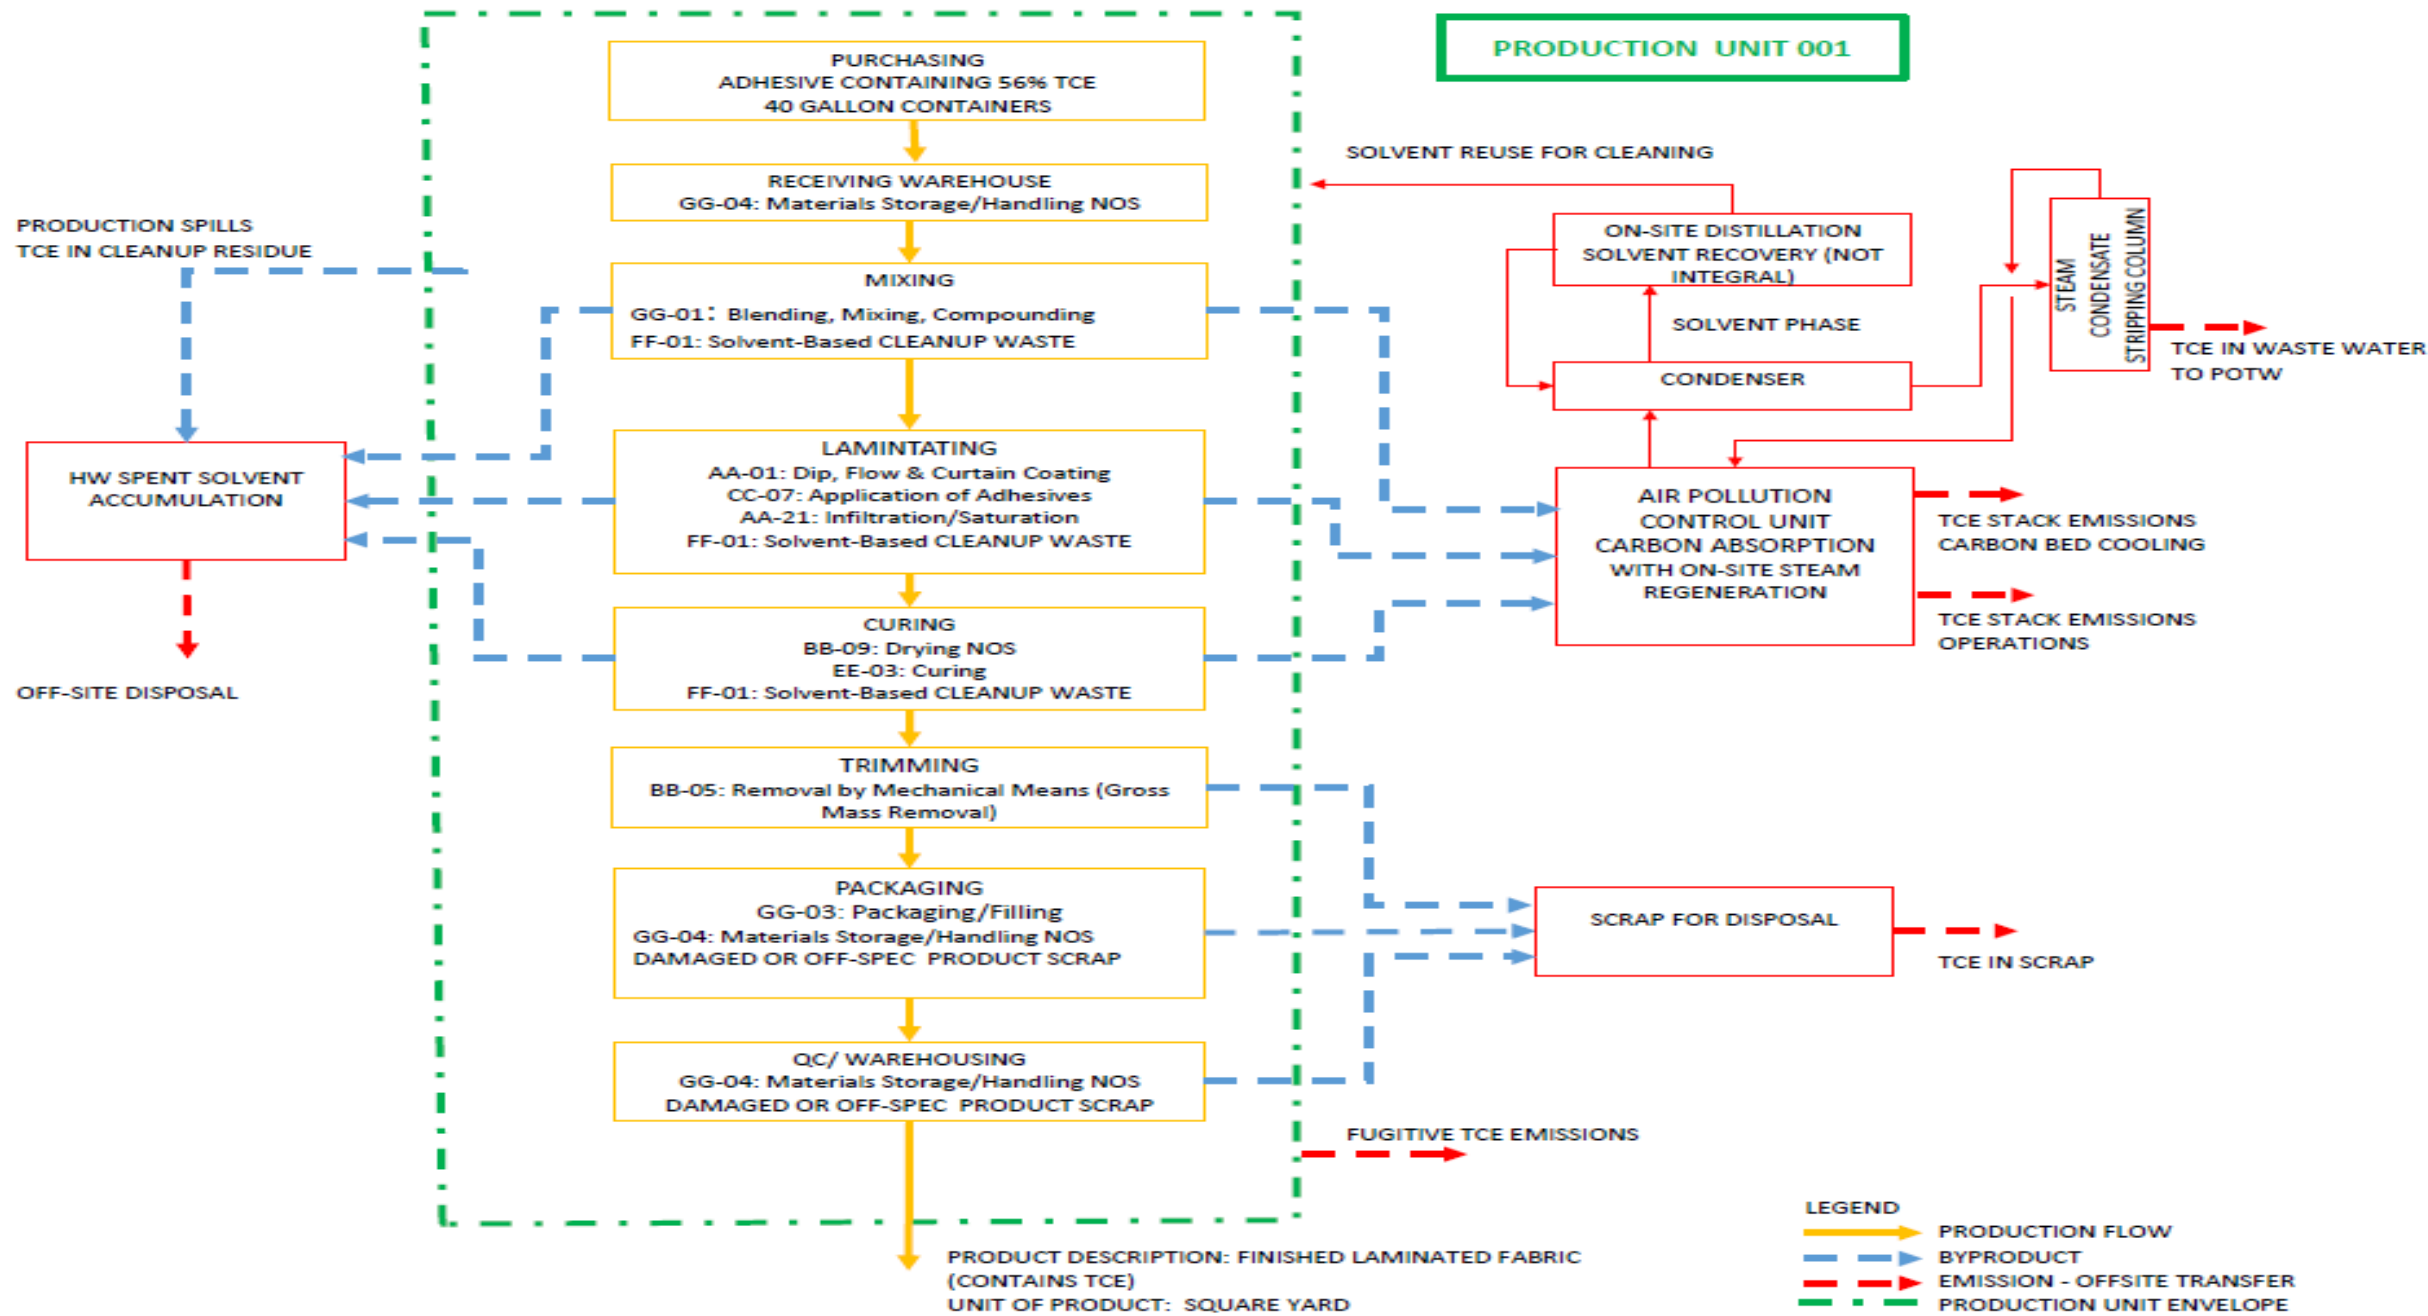 PRODUCTION UNIT 001
PURCHASING
ADHESIVE CONTAINING 56% TCE
40 GALLON CONTAINERS
RECEIVING WAREHOUSE
GG-04: Materials Storage/Handling NOS
MIXING
GG-01: Blending, Mixing, Compounding
FF-01: Solvent-Based CLEANUP WASTE
LAMINTATING
AA-01: Dip, Flow & Curtain Coating
CC-07: Application of Adhesives
AA-21: Infiltration/Saturation
FF-01: Solvent-Based CLEANUP WASTE
CURING
BB-09: Drying NOS
EE-03: Curing
FF-01: Solvent-Based CLEANUP WASTE
TRIMMING
BB-05: Removal by Mechanical Means (Gross
Mass Removal)
PACKAGING
GG-03: Packaging/Filling
GG-04: Materials Storage/Handling NOS
DAMAGED OR OFF-SPEC PRODUCT SCRAP
QC/ WAREHOUSING
GG-04: Materials Storage/Handling NOS
DAMAGED OR OFF-SPEC PRODUCT SCRAP
PRODUCTION SPILLS
TCE IN CLEANUP RESIDUE
HW SPENT SOLVENT
ACCUMULATION
OFF-SITE DISPOSAL
SOLVENT REUSE FOR CLEANING
ON-SITE DISTILLATION
SOLVENT RECOVERY (NOT
INTEGRAL)
SOLVENT PHASE
CONDENSER
STEAM
CONDENSATE
STRIPPING COLUMN
TCE IN WASTE WATER
TO POTW
AIR POLLUTION
CONTROL UNIT
CARBON ABSORPTION
WITH ON-SITE STEAM
REGENERATION
TCE STACK EMISSIONS
CARBON BED COOLING
TCE STACK EMISSIONS
OPERATIONS
SCRAP FOR DISPOSAL
TCE IN SCRAP
FUGITIVE TCE EMISSIONS
PRODUCT DESCRIPTION: FINISHED LAMINATED FABRIC
(CONTAINS TCE)
UNIT OF PRODUCT: SQUARE YARD
LEGEND
PRODUCTION FLOW
BYPRODUCT
EMISSION - OFFSITE TRANSFER
PRODUCTION UNIT ENVELOPE